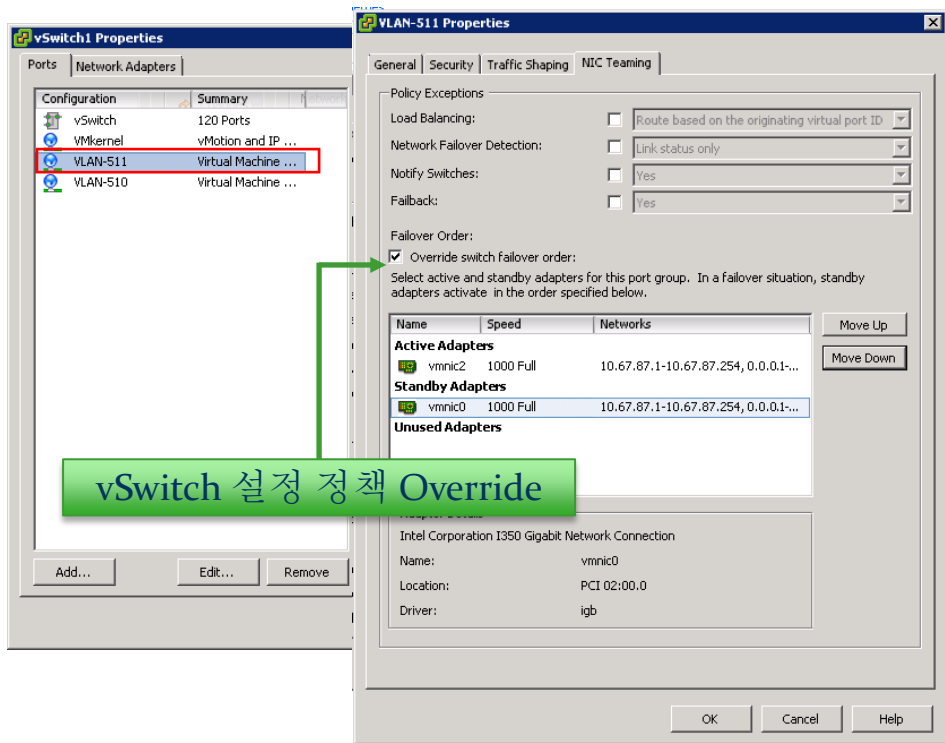 vSwitch1 Properties
Ports Network Adapters
Configuration Summary
vSwitch 120 Ports
VMkernel vMotion and IP ...
VLAN-511 Virtual Machine ...
VLAN-510 Virtual Machine ...
Add... Edit... Remove
VLAN-511 Properties
General Security Traffic Shaping NIC Teaming
Policy Exceptions
Load Balancing: Route based on the originating virtual port ID
Network Failover Detection: Link status only
Notify Switches: Yes
Failback: Yes
Failover Order:
Override switch failover order:
Select active and standby adapters for this port group. In a failover situation, standby
adapters activate in the order specified below.
Name Speed Networks
Move Up
Move Down
Active Adapters
vmnic2 1000 Full 10.67.87.1-10.67.87.254, 0.0.0.1-...
Standby Adapters
vmnic0 1000 Full 10.67.87.1-10.67.87.254, 0.0.0.1-...
Unused Adapters
vSwitch 설정 정책 Override
Adapter Details
Intel Corporation I350 Gigabit Network Connection
Name: vmnic0
Location: PCI 02:00.0
Driver: igb
OK Cancel Help